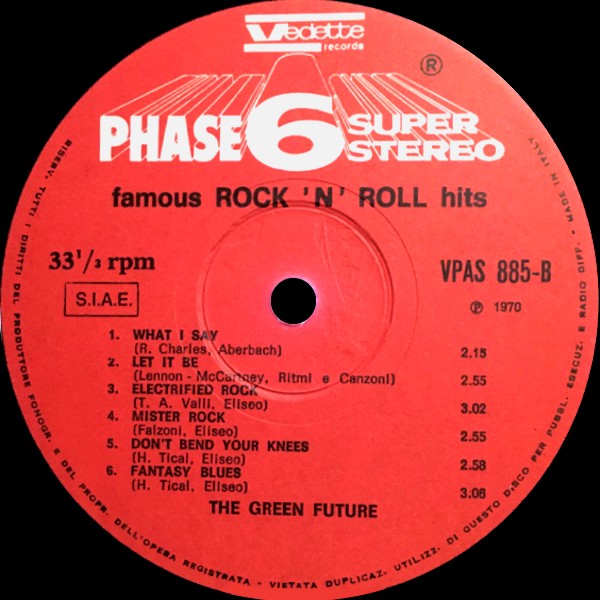 Vedette
records
®
PHASE 6 SUPER STEREO
famous ROCK 'N' ROLL hits
33 1/3 rpm
VPAS 885-B
S.I.A.E.
Ⓟ 1970
1. WHAT I SAY
(R. Charles, Aberbach) 2.15
2. LET IT BE
(Lennon - McCartney, Ritmi e Canzoni) 2.55
3. ELECTRIFIED ROCK
(T. A. Valli, Eliseo) 3.02
4. MISTER ROCK
(Falzoni, Eliseo) 2.55
5. DON'T BEND YOUR KNEES
(H. Tical, Eliseo) 2.58
6. FANTASY BLUES
(H. Tical, Eliseo) 3.06
THE GREEN FUTURE
RISERV. TUTTI I DIRITTI DEL PRODUTTORE FONOGR. E DEL PROPR. DELL'OPERA REGISTRATA - VIETATA DUPLICAZ. UTILIZZ. DI QUESTO DISCO PER PUBBL. ESECUZ. E RADIO DIFF. • MADE IN ITALY